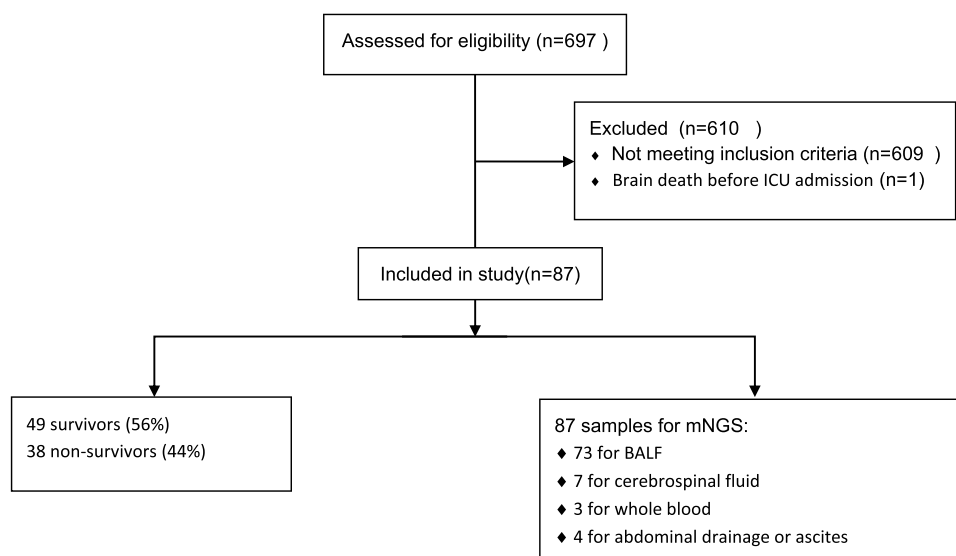 Assessed for eligibility (n=697 )
Excluded (n=610 )
♦ Not meeting inclusion criteria (n=609 )
♦ Brain death before ICU admission (n=1)
Included in study(n=87)
49 survivors (56%)
38 non-survivors (44%)
87 samples for mNGS:
♦ 73 for BALF
♦ 7 for cerebrospinal fluid
♦ 3 for whole blood
♦ 4 for abdominal drainage or ascites